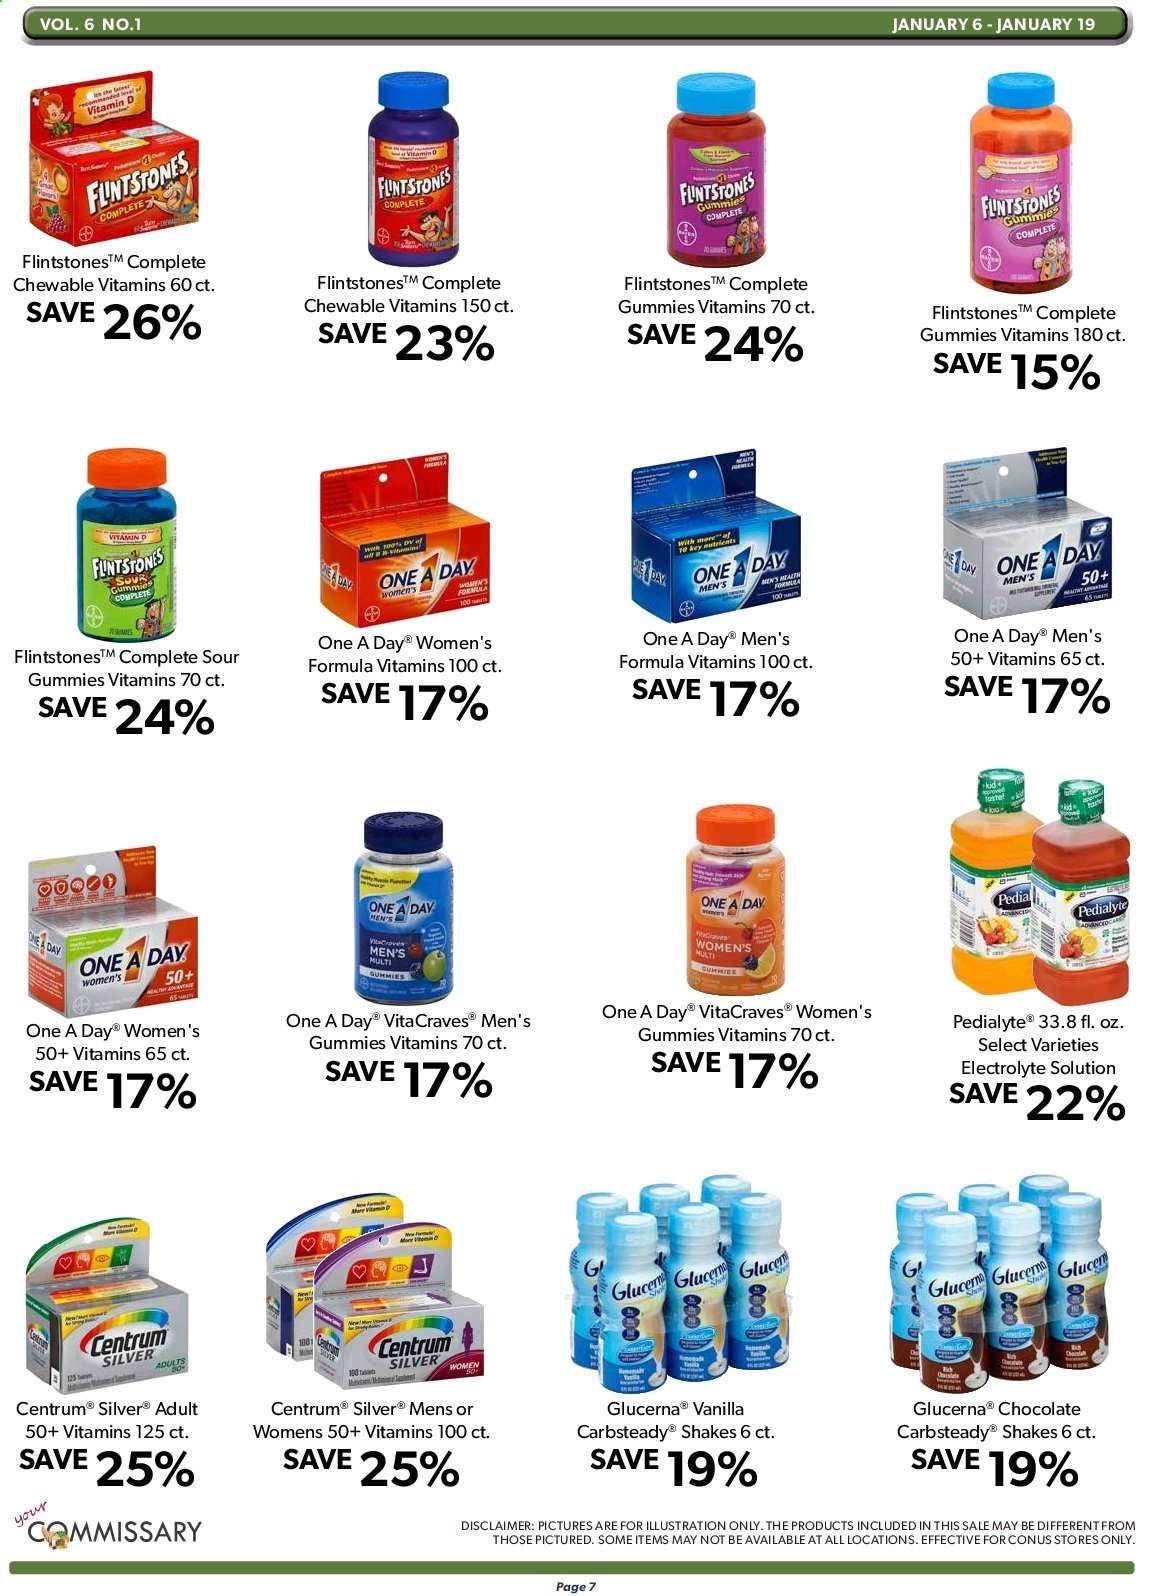 VOL. 6 NO.1
JANUARY 6 - JANUARY 19
Flintstones™ Complete
Chewable Vitamins 60 ct.
SAVE 26%
Flintstones™ Complete
Chewable Vitamins 150 ct.
SAVE 23%
Flintstones™ Complete
Gummies Vitamins 70 ct.
SAVE 24%
Flintstones™ Complete
Gummies Vitamins 180 ct.
SAVE 15%
Flintstones™ Complete Sour
Gummies Vitamins 70 ct.
SAVE 24%
One A Day® Women's
Formula Vitamins 100 ct.
SAVE 17%
One A Day® Men's
Formula Vitamins 100 ct.
SAVE 17%
One A Day® Men's
50+ Vitamins 65 ct.
SAVE 17%
One A Day® Women's
50+ Vitamins 65 ct.
SAVE 17%
One A Day® VitaCraves® Men's
Gummies Vitamins 70 ct.
SAVE 17%
One A Day® VitaCraves® Women's
Gummies Vitamins 70 ct.
SAVE 17%
Pedialyte® 33.8 fl. oz.
Select Varieties
Electrolyte Solution
SAVE 22%
Centrum® Silver® Adult
50+ Vitamins 125 ct.
SAVE 25%
Centrum® Silver® Mens or
Womens 50+ Vitamins 100 ct.
SAVE 25%
Glucerna® Vanilla
Carbsteady® Shakes 6 ct.
SAVE 19%
Glucerna® Chocolate
Carbsteady® Shakes 6 ct.
SAVE 19%
your
COMMISSARY
DISCLAIMER: PICTURES ARE FOR ILLUSTRATION ONLY. THE PRODUCTS INCLUDED IN THIS SALE MAY BE DIFFERENT FROM
THOSE PICTURED. SOME ITEMS MAY NOT BE AVAILABLE AT ALL LOCATIONS. EFFECTIVE FOR CONUS STORES ONLY.
Page 7